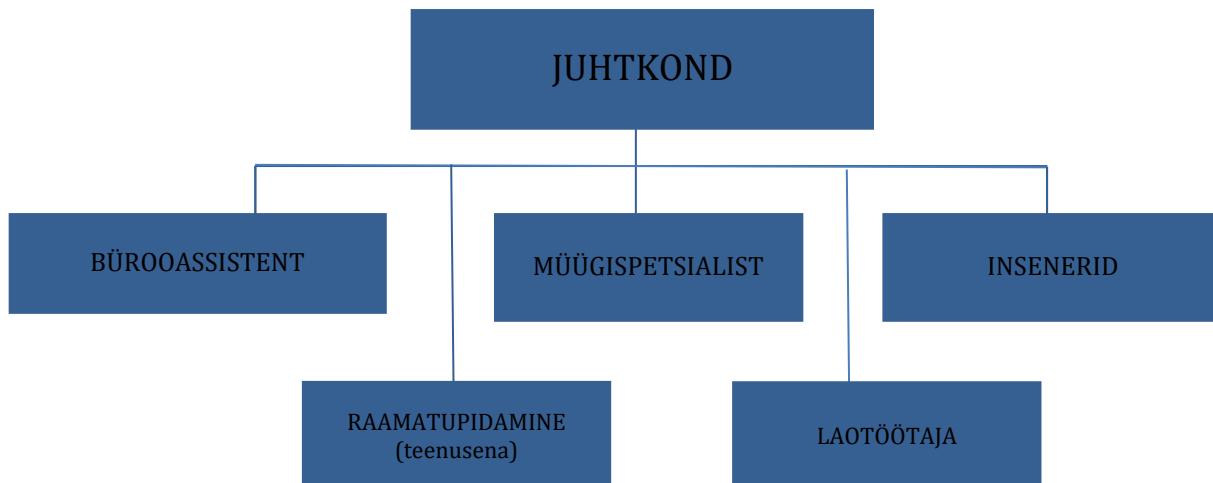 JUHTKOND
BÜROOASSISTENT
MÜÜGISPETSIALIST
INSENERID
RAAMATUPIDAMINE
(teenusena)
LAOTÖÖTAJA